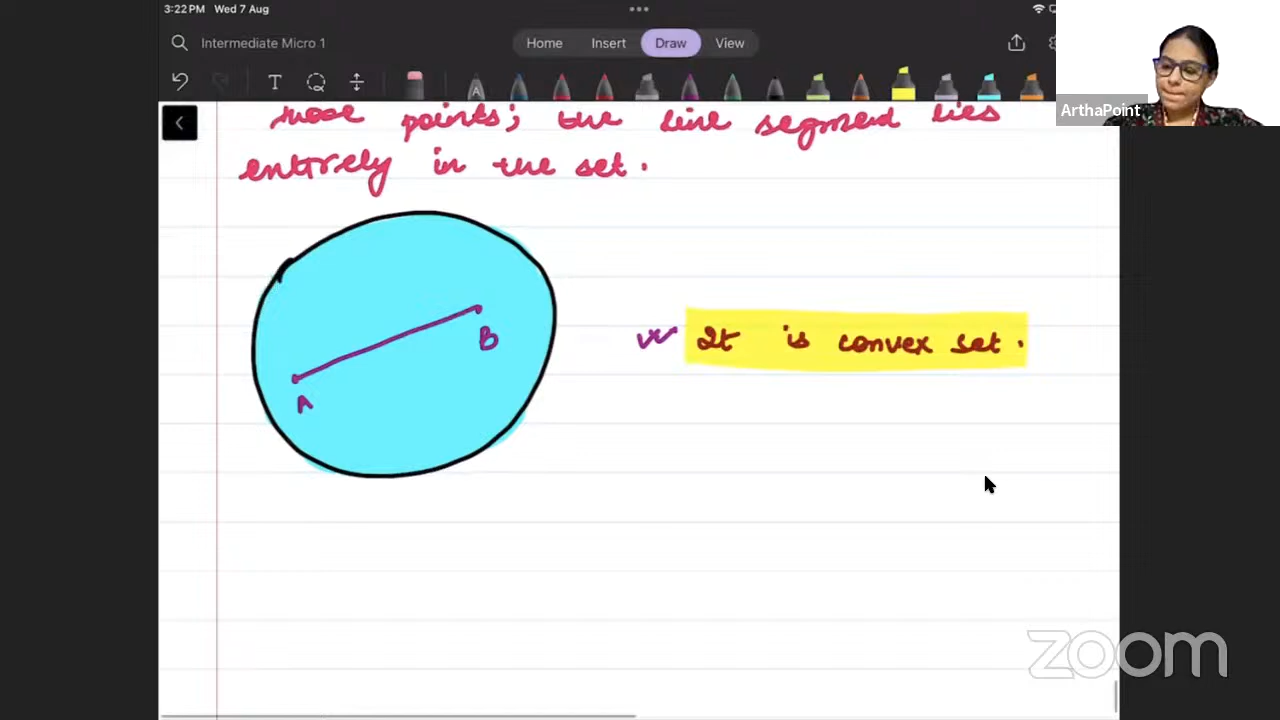 3:22 PM Wed 7 Aug
Intermediate Micro 1
Home Insert Draw View
T
A
ArthaPoint
points; the line segment lies
entirely in the set.
B
A
It is convex set.
zoom